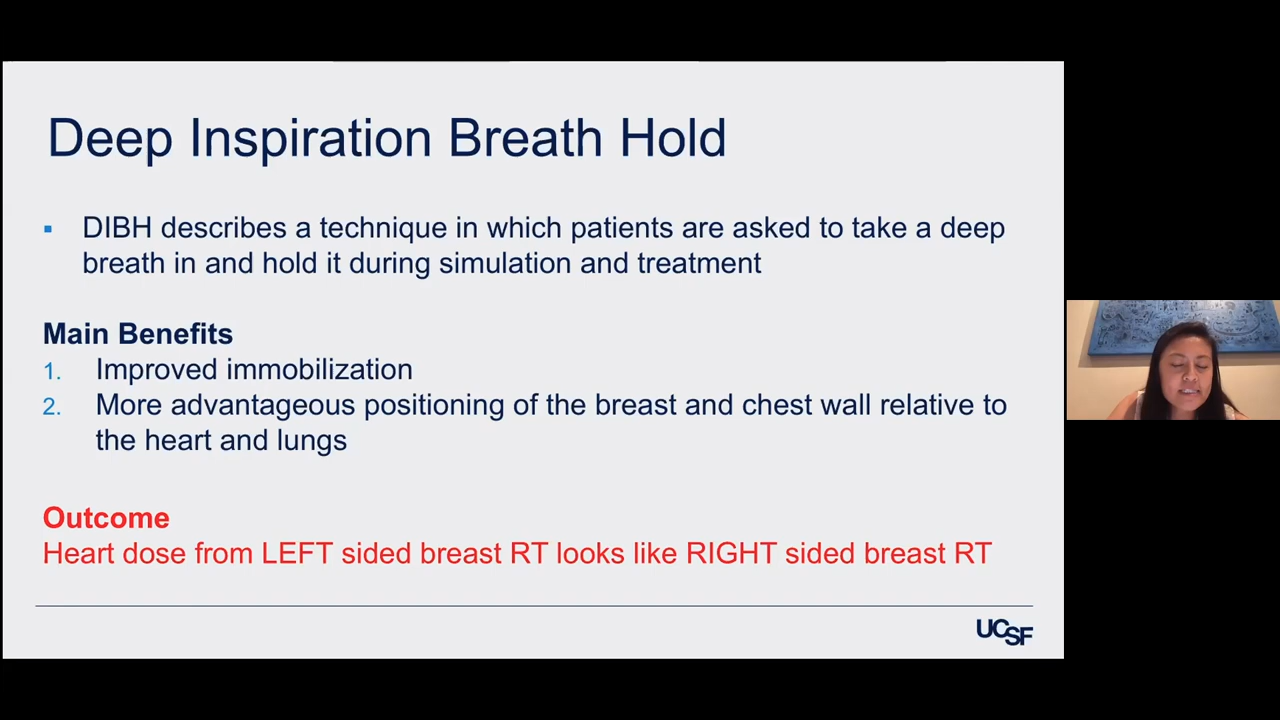 Deep Inspiration Breath Hold
▪ DIBH describes a technique in which patients are asked to take a deep
breath in and hold it during simulation and treatment
Main Benefits
1. Improved immobilization
2. More advantageous positioning of the breast and chest wall relative to
the heart and lungs
Outcome
Heart dose from LEFT sided breast RT looks like RIGHT sided breast RT
UCSF